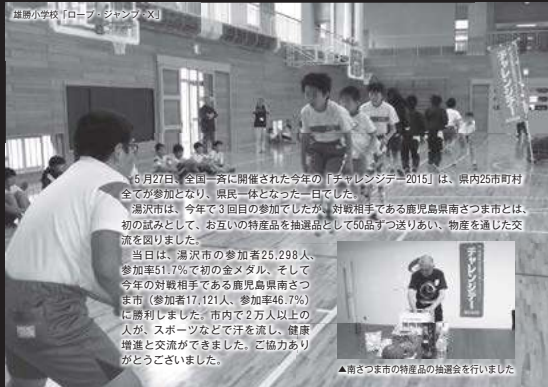 雄勝小学校「ロープ・ジャンプ・X」
チャレンジデー
5月27日、全国一斉に開催された今年の「チャレンジデー2015」は、県内25市町村
全てが参加となり、県民一体となった一日でした。
湯沢市は、今年で3回目の参加でしたが、対戦相手である鹿児島県南さつま市とは、
初の試みとして、お互いの特産品を抽選品として50品ずつ送りあい、物産を通じた交
流を図りました。
当日は、湯沢市の参加者25,298人、
参加率51.7%で初の金メダル、そして
今年の対戦相手である鹿児島県南さつ
ま市（参加者17,121人、参加率46.7%）
に勝利しました。市内で2万人以上の
人が、スポーツなどで汗を流し、健康
増進と交流ができました。ご協力あり
がとうございました。
チャレンジデー
▲南さつま市の特産品の抽選会を行いました